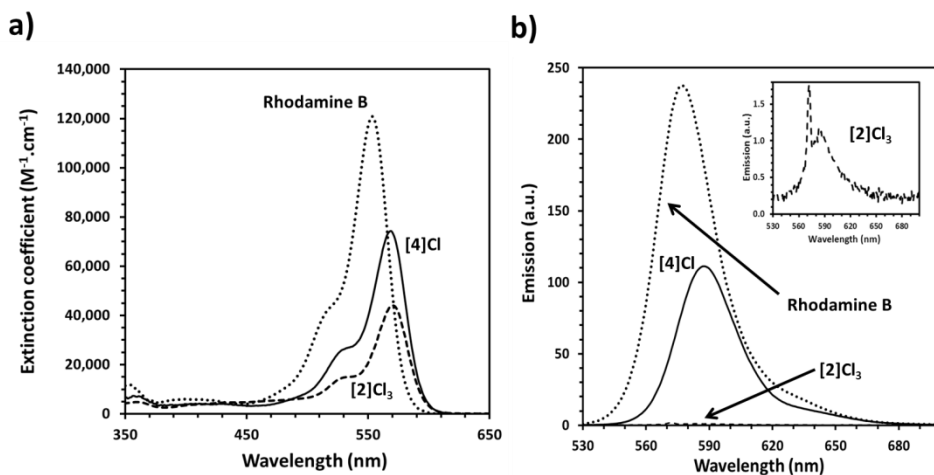 a)
140,000
120,000
100,000
80,000
60,000
40,000
20,000
0
350
450
550
650
Extinction coefficient (M⁻¹.cm⁻¹)
Wavelength (nm)
Rhodamine B
[4]Cl
[2]Cl₃
b)
250
200
150
100
50
0
530
560
590
620
650
680
Emission (a.u.)
Wavelength (nm)
[4]Cl
Rhodamine B
[2]Cl₃
1.5
1.0
0.5
0.0
530
560
590
620
650
680
Emission (a.u.)
Wavelength (nm)
[2]Cl₃